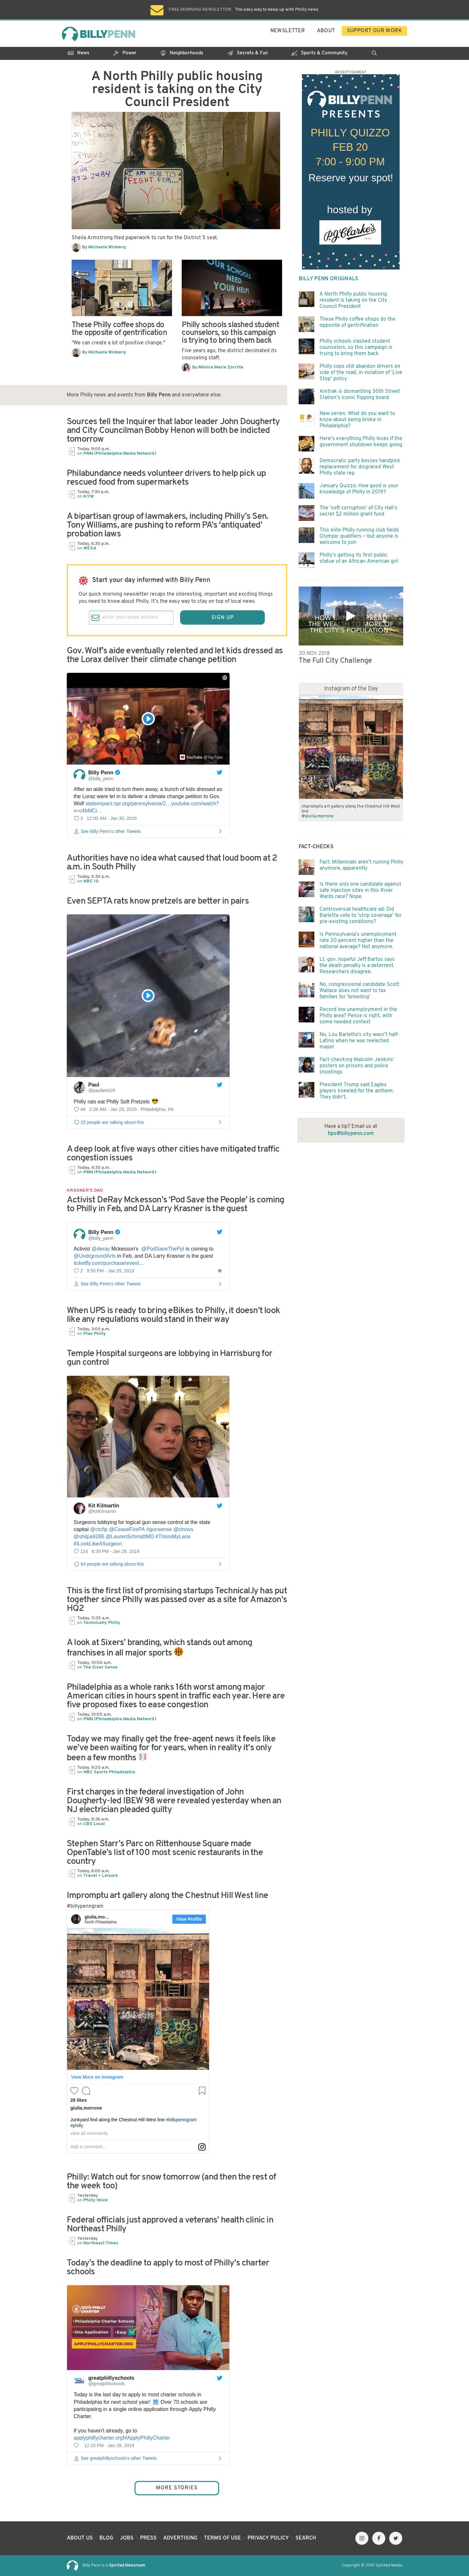 FREE MORNING NEWSLETTER: The easy way to keep up with Philly news
BILLYPENN
NEWSLETTER ABOUT SUPPORT OUR WORK
News Power Neighborhoods Secrets & Fun Sports & Community
A North Philly public housing
resident is taking on the City
Council President
Sheila Armstrong filed paperwork to run for the District 5 seat.
By Michaela Winberg
These Philly coffee shops do
the opposite of gentrification
"We can create a lot of positive change."
By Michaela Winberg
OUR SCHOOLS
NEED
YOUR HELP
Philly schools slashed student
counselors, so this campaign
is trying to bring them back
Five years ago, the district decimated its
counseling staff.
By Mónica Marie Zorrilla
More Philly news and events from Billy Penn and everywhere else:
Sources tell the Inquirer that labor leader John Dougherty
and City Councilman Bobby Henon will both be indicted
tomorrow
Today, 9:00 p.m.
on PMN (Philadelphia Media Network)
Philabundance needs volunteer drivers to help pick up
rescued food from supermarkets
Today, 7:30 p.m.
on KYW
A bipartisan group of lawmakers, including Philly's Sen.
Tony Williams, are pushing to reform PA's 'antiquated'
probation laws
Today, 6:30 p.m.
on WESA
Start your day informed with Billy Penn
Our quick morning newsletter recaps the interesting, important and exciting things
you need to know about Philly. It's the easy way to stay on top of local news.
enter your email address
SIGN UP
Gov. Wolf's aide eventually relented and let kids dressed as
the Lorax deliver their climate change petition
YouTube @YouTube
Billy Penn
@billy_penn
After an aide tried to turn them away, a bunch of kids dressed as
the Loraz went let in to deliver a climate change petition to Gov.
Wolf stateimpact.npr.org/pennsylvania/2…youtube.com/watch?
v=c4bMCi…
3 12:00 AM - Jan 30, 2019
See Billy Penn's other Tweets
Authorities have no idea what caused that loud boom at 2
a.m. in South Philly
Today, 5:30 p.m.
on NBC 10
Even SEPTA rats know pretzels are better in pairs
Paul
@paulie0426
Philly rats eat Philly Soft Pretzels 😎
49 2:36 AM - Jan 29, 2019 · Philadelphia, PA
25 people are talking about this
A deep look at five ways other cities have mitigated traffic
congestion issues
Today, 4:30 p.m.
on PMN (Philadelphia Media Network)
KRASNER'S DAD
Activist DeRay Mckesson's 'Pod Save the People' is coming
to Philly in Feb, and DA Larry Krasner is the guest
Billy Penn
@billy_penn
Activist @deray Mckesson's .@PodSaveThePpl is coming to
@UndrgroundArts in Feb, and DA Larry Krasner is the guest
ticketfly.com/purchase/event…
2 9:50 PM - Jan 29, 2019
See Billy Penn's other Tweets
When UPS is ready to bring eBikes to Philly, it doesn't look
like any regulations would stand in their way
Today, 3:00 p.m.
on Plan Philly
Temple Hospital surgeons are lobbying in Harrisburg for
gun control
Kit Kilmartin
@KitKilmartin
Surgeons lobbying for logical gun sense control at the state
capital @ctcfip @CeaseFirePA #gunsense @clnovs
@shilpa9286 @LaurenSchmidtMD #ThisIsMyLane
#ILookLikeASurgeon
124 6:39 PM - Jan 29, 2019
64 people are talking about this
This is the first list of promising startups Technical.ly has put
together since Philly was passed over as a site for Amazon's
HQ2
Today, 11:35 a.m.
on Technically Philly
A look at Sixers' branding, which stands out among
franchises in all major sports 🏀
Today, 10:50 a.m.
on The Sixer Sense
Philadelphia as a whole ranks 16th worst among major
American cities in hours spent in traffic each year. Here are
five proposed fixes to ease congestion
Today, 10:05 a.m.
on PMN (Philadelphia Media Network)
Today we may finally get the free-agent news it feels like
we've been waiting for for years, when in reality it's only
been a few months
Today, 9:20 a.m.
on NBC Sports Philadelphia
First charges in the federal investigation of John
Dougherty-led IBEW 98 were revealed yesterday when an
NJ electrician pleaded guilty
Today, 8:36 a.m.
on CBS Local
Stephen Starr's Parc on Rittenhouse Square made
OpenTable's list of 100 most scenic restaurants in the
country
Today, 6:00 a.m.
on Travel + Leisure
Impromptu art gallery along the Chestnut Hill West line
#billypenngram
giulia.mo…
North Philadelphia
View Profile
View More on Instagram
28 likes
giulia.morrone
Junkyard find along the Chestnut Hill West line #billypenngram
#philly
view all comments
Add a comment...
Philly: Watch out for snow tomorrow (and then the rest of
the week too)
Yesterday
on Philly Voice
Federal officials just approved a veterans' health clinic in
Northeast Philly
Yesterday
on Northeast Times
Today's the deadline to apply to most of Philly's charter
schools
apply PHILLY CHARTER
Philadelphia Charter Schools
One Application Easy
APPLYPHILLYCHARTER.ORG
greatphillyschools
@greatphlschools
Today is the last day to apply to most charter schools in
Philadelphia for next school year! Over 70 schools are
participating in a single online application through Apply Philly
Charter.
If you haven't already, go to
applyphillycharter.org!#ApplyPhillyCharter
12:10 PM - Jan 28, 2019
See greatphillyschools's other Tweets
MORE STORIES
ADVERTISEMENT
BILLYPENN
PRESENTS
PHILLY QUIZZO
FEB 20
7:00 - 9:00 PM
Reserve your spot!
hosted by
P.J. Clarke's
BILLY PENN ORIGINALS
A North Philly public housing
resident is taking on the City
Council President
These Philly coffee shops do the
opposite of gentrification
Philly schools slashed student
counselors, so this campaign is
trying to bring them back
Philly cops still abandon drivers on
side of the road, in violation of 'Live
Stop' policy
Amtrak is dismantling 30th Street
Station's iconic flipping board
New series: What do you want to
know about being broke in
Philadelphia?
Here's everything Philly loses if the
government shutdown keeps going
Democratic party bosses handpick
replacement for disgraced West
Philly state rep
January Quizzo: How good is your
knowledge of Philly in 2019?
The 'soft corruption' of City Hall's
secret $2 million grant fund
This elite Philly running club fields
Olympic qualifiers — but anyone is
welcome to join
Philly's getting its first public
statue of an African-American girl
THE CITY'S POPULATION?
30 NOV 2018
The Full City Challenge
Instagram of the Day
Impromptu art gallery along the Chestnut Hill West
line
@giulia.morrone
FACT-CHECKS
Fact: Millennials aren't ruining Philly
anymore, apparently
Is there only one candidate against
safe injection sites in this River
Wards race? Nope.
Controversial healthcare ad: Did
Barletta vote to 'strip coverage' for
pre-existing conditions?
Is Pennsylvania's unemployment
rate 20 percent higher than the
national average? Not anymore.
Lt. gov. hopeful Jeff Bartos says
the death penalty is a deterrent.
Researchers disagree.
No, congressional candidate Scott
Wallace does not want to tax
families for 'breeding'
Record low unemployment in the
Philly area? Pence is right, with
some needed context
No, Lou Barletta's city wasn't half-
Latino when he was reelected
mayor
Fact-checking Malcolm Jenkins'
posters on prisons and police
shootings
President Trump said Eagles
players kneeled for the anthem.
They didn't.
Have a tip? Email us at
tips@billypenn.com
ABOUT US BLOG JOBS PRESS ADVERTISING TERMS OF USE PRIVACY POLICY SEARCH
Billy Penn is a Spirited Newsroom
Copyright © 2019 Spirited Media